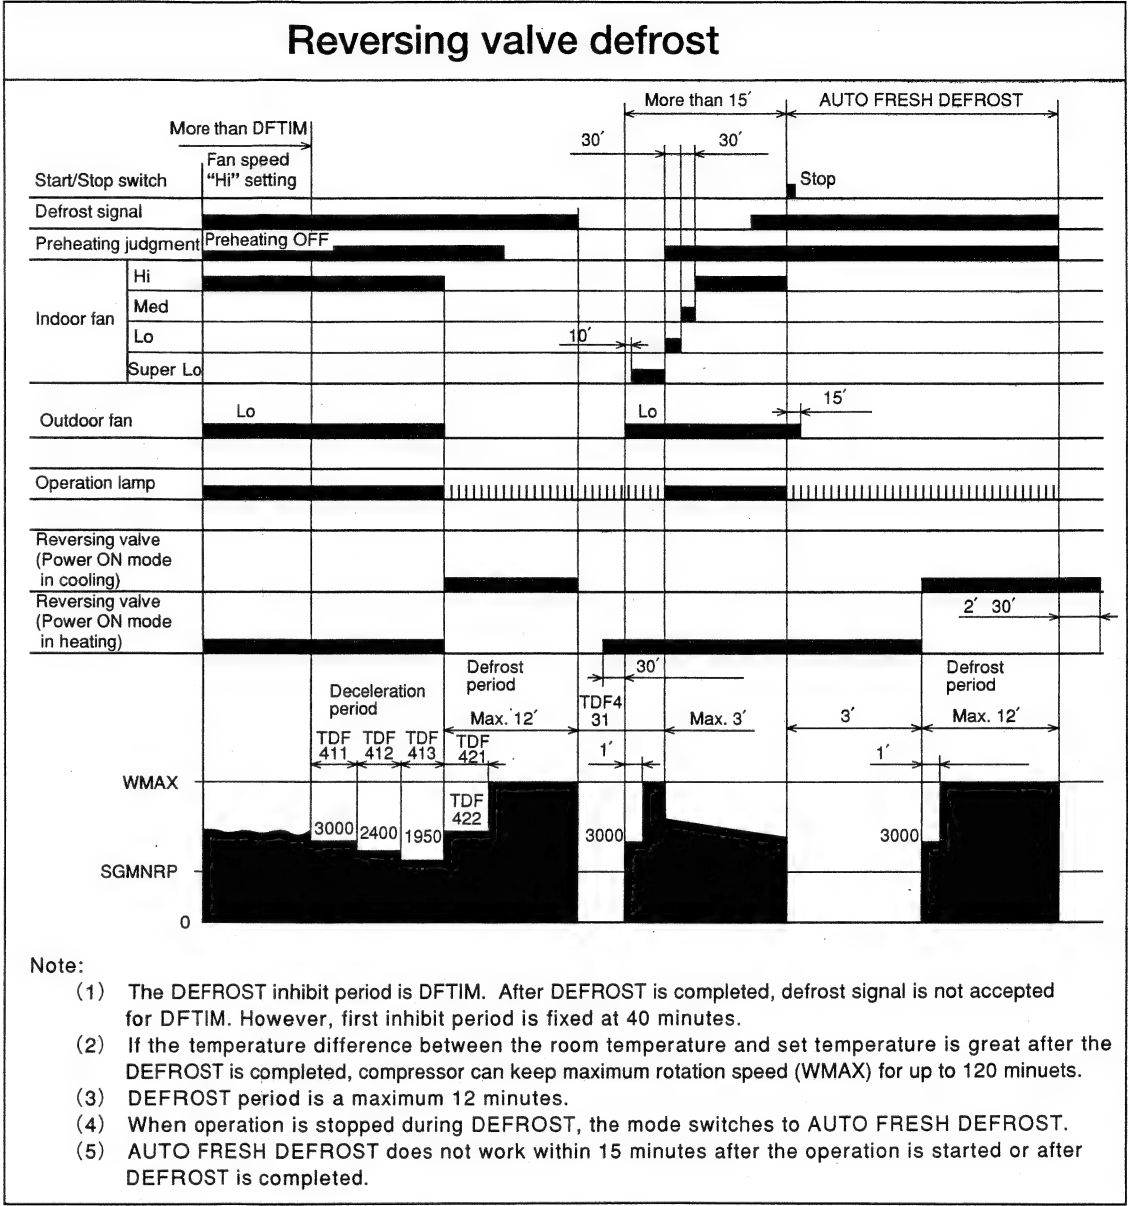 Reversing valve defrost
More than 15′
AUTO FRESH DEFROST
More than DFTIM
30′
30′
Fan speed
"Hi" setting
Start/Stop switch
Stop
Defrost signal
Preheating judgment
Preheating OFF
Indoor fan
Hi
Med
Lo
10′
Super Lo
Outdoor fan
Lo
Lo
15′
Operation lamp
Reversing valve
(Power ON mode
in cooling)
Reversing valve
(Power ON mode
in heating)
2′ 30′
Deceleration
period
Defrost
period
30′
Defrost
period
TDF4
31
Max. 12′
Max. 3′
3′
Max. 12′
TDF
411
TDF
412
TDF
413
TDF
421
1′
1′
WMAX
TDF
422
3000
2400
1950
3000
3000
SGMNRP
0
Note:
(1) The DEFROST inhibit period is DFTIM. After DEFROST is completed, defrost signal is not accepted
for DFTIM. However, first inhibit period is fixed at 40 minutes.
(2) If the temperature difference between the room temperature and set temperature is great after the
DEFROST is completed, compressor can keep maximum rotation speed (WMAX) for up to 120 minuets.
(3) DEFROST period is a maximum 12 minutes.
(4) When operation is stopped during DEFROST, the mode switches to AUTO FRESH DEFROST.
(5) AUTO FRESH DEFROST does not work within 15 minutes after the operation is started or after
DEFROST is completed.